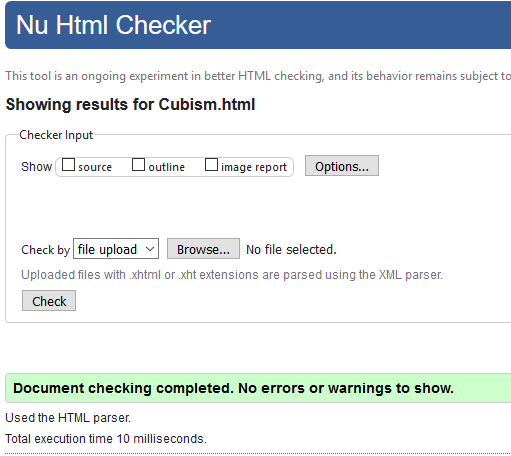 Nu Html Checker
This tool is an ongoing experiment in better HTML checking, and its behavior remains subject to
Showing results for Cubism.html
Checker Input
Show source outline image report Options...
Check by file upload Browse... No file selected.
Uploaded files with .xhtml or .xht extensions are parsed using the XML parser.
Check
Document checking completed. No errors or warnings to show.
Used the HTML parser.
Total execution time 10 milliseconds.